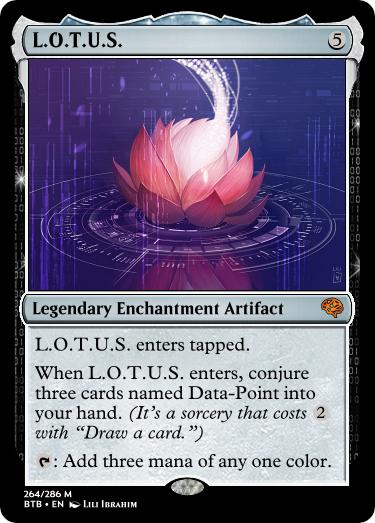 L.O.T.U.S. 5
Legendary Enchantment Artifact
L.O.T.U.S. enters tapped.
When L.O.T.U.S. enters, conjure
three cards named Data-Point into
your hand. (It's a sorcery that costs 2
with “Draw a card.”)
: Add three mana of any one color.
264/286 M
BTB • EN Lili Ibrahim